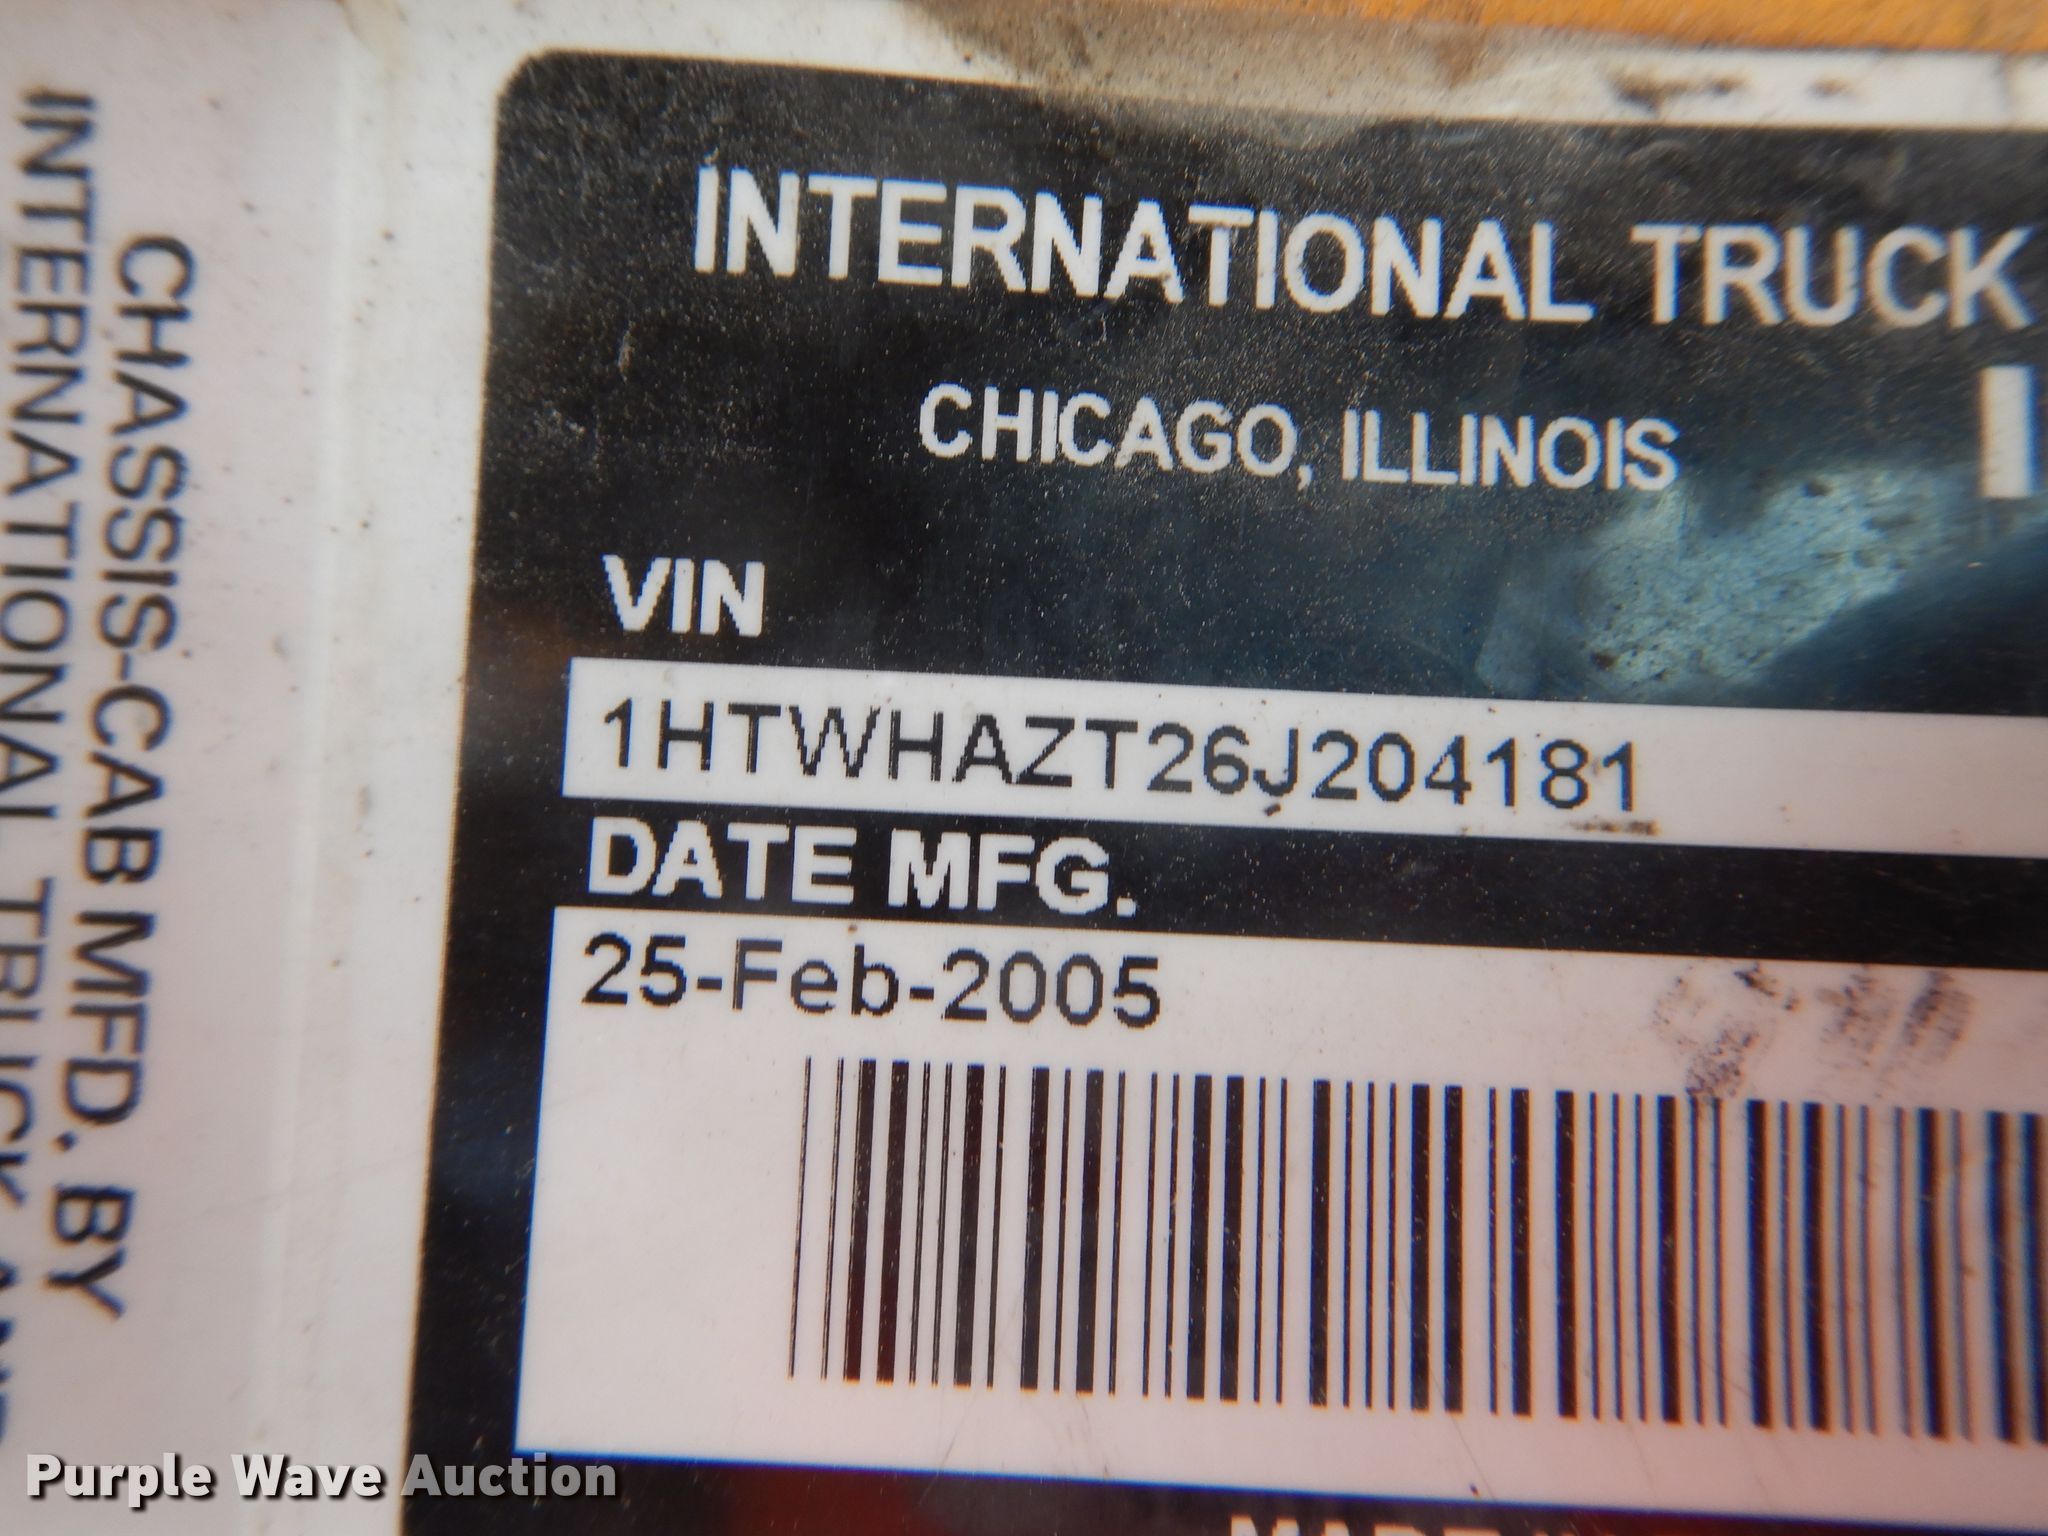 INTERNATIONAL TRUCK
CHICAGO, ILLINOIS
VIN
1HTWHAZT26J204181
DATE MFG.
25-Feb-2005
CHASSIS-CAB MFD. BY
INTERNATIONAL TRUCK
Purple Wave Auction